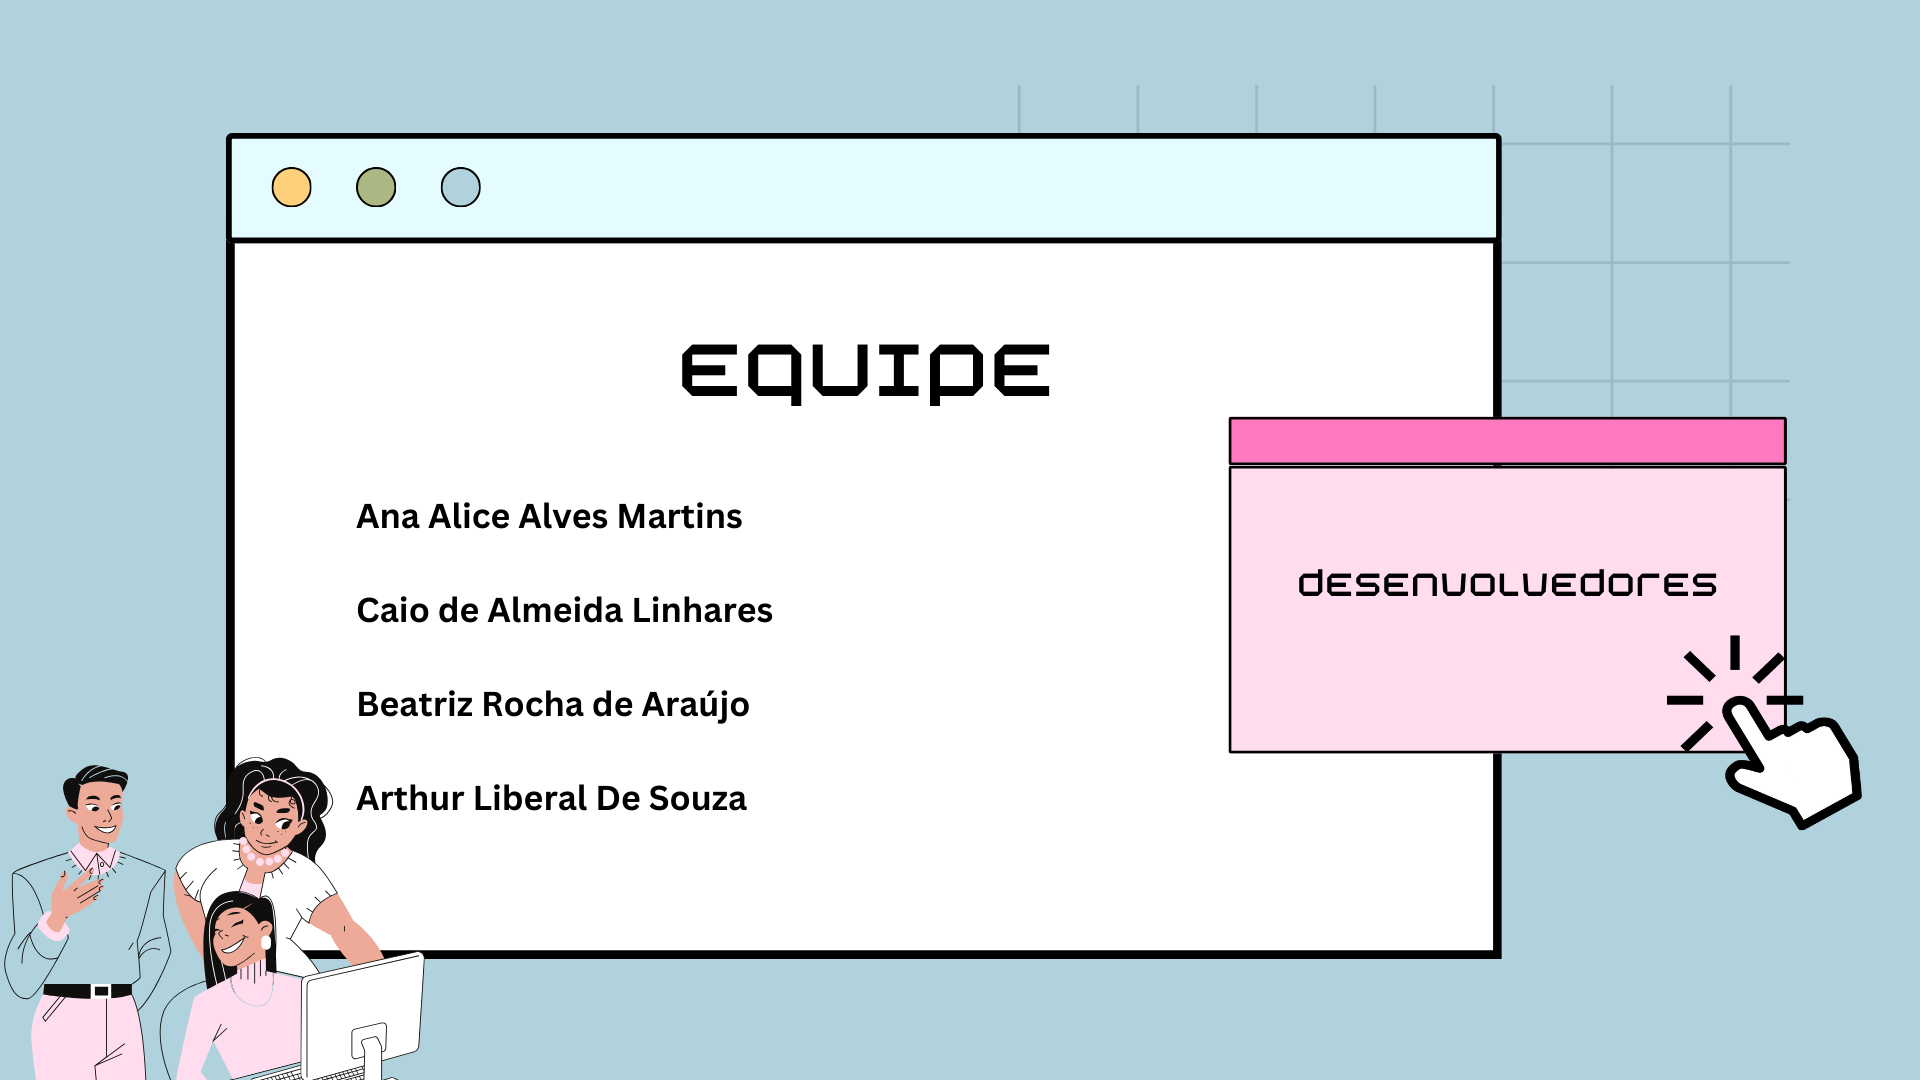 EQUIPE
Ana Alice Alves Martins
Caio de Almeida Linhares
Beatriz Rocha de Araújo
Arthur Liberal De Souza
desenvolvedores